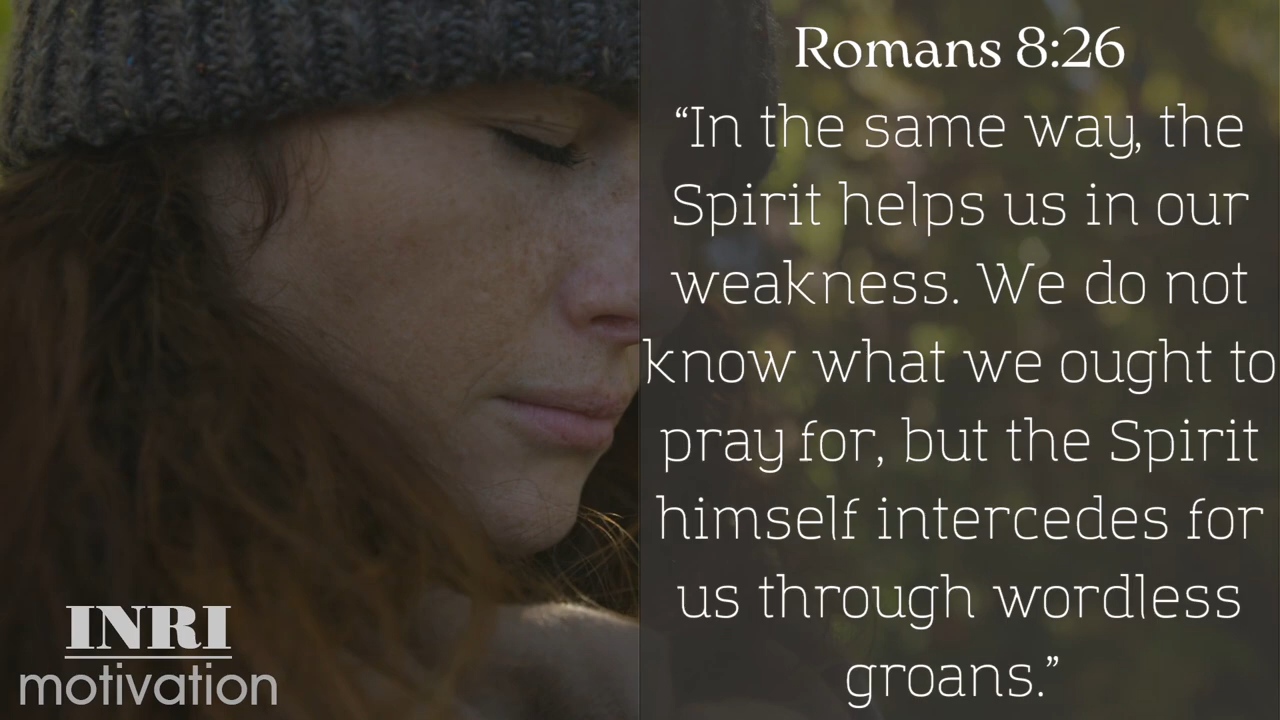 Romans 8:26
“In the same way, the
Spirit helps us in our
weakness. We do not
know what we ought to
pray for, but the Spirit
himself intercedes for
us through wordless
groans.”
INRI
motivation